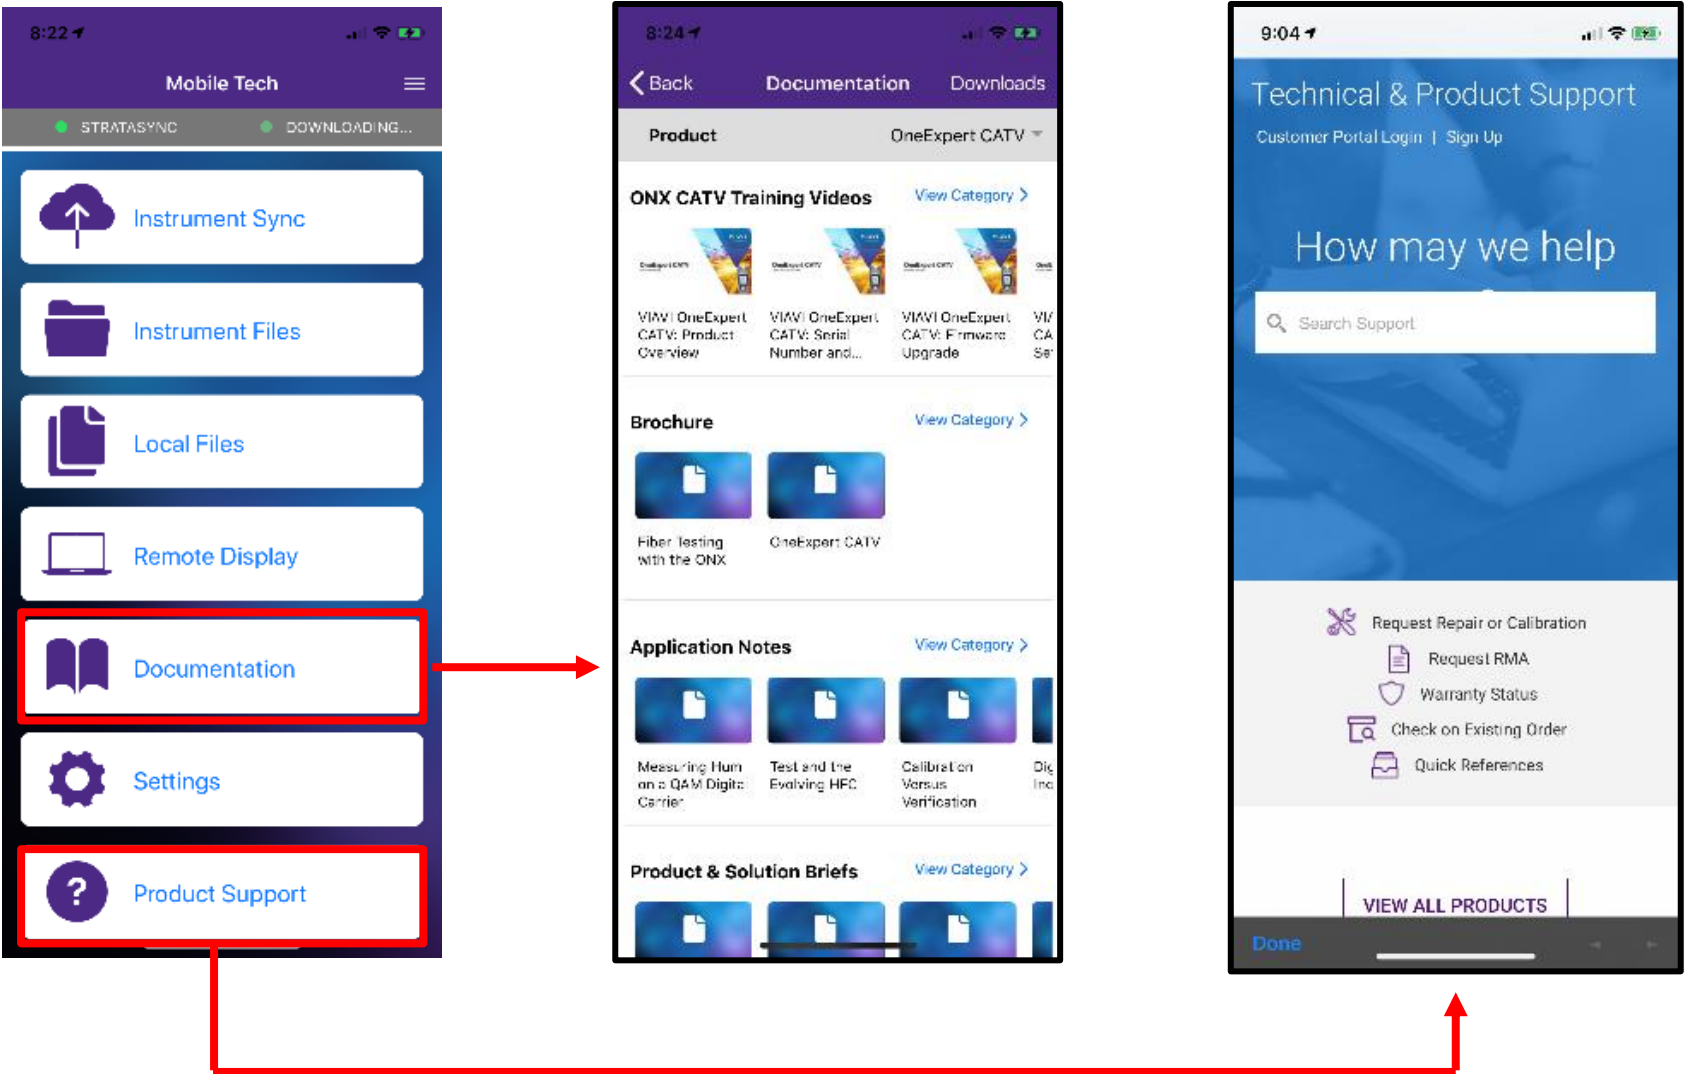 8:22
Mobile Tech
STRATASYNC
DOWNLOADING...
Instrument Sync
Instrument Files
Local Files
Remote Display
Documentation
Settings
?
Product Support
8:24
Back
Documentation
Downloads
Product
OneExpert CATV
ONX CATV Training Videos
View Category
OneExpert CATV
OneExpert CATV
OneExpert CATV
VIAVI OneExpert
CATV: Product
Overview
VIAVI OneExpert
CATV: Serial
Number and...
VIAVI OneExpert
CATV: Firmware
Upgrade
Brochure
View Category
Fiber Testing
with the ONX
OneExpert CATV
Application Notes
View Category
Measuring Hum
on a QAM Digital
Carrier
Test and the
Evolving HFC
Calibration
Versus
Verification
Product & Solution Briefs
View Category
9:04
Technical & Product Support
Customer Portal Login | Sign Up
How may we help
Search Support
Request Repair or Calibration
Request RMA
Warranty Status
Check on Existing Order
Quick References
VIEW ALL PRODUCTS
Done